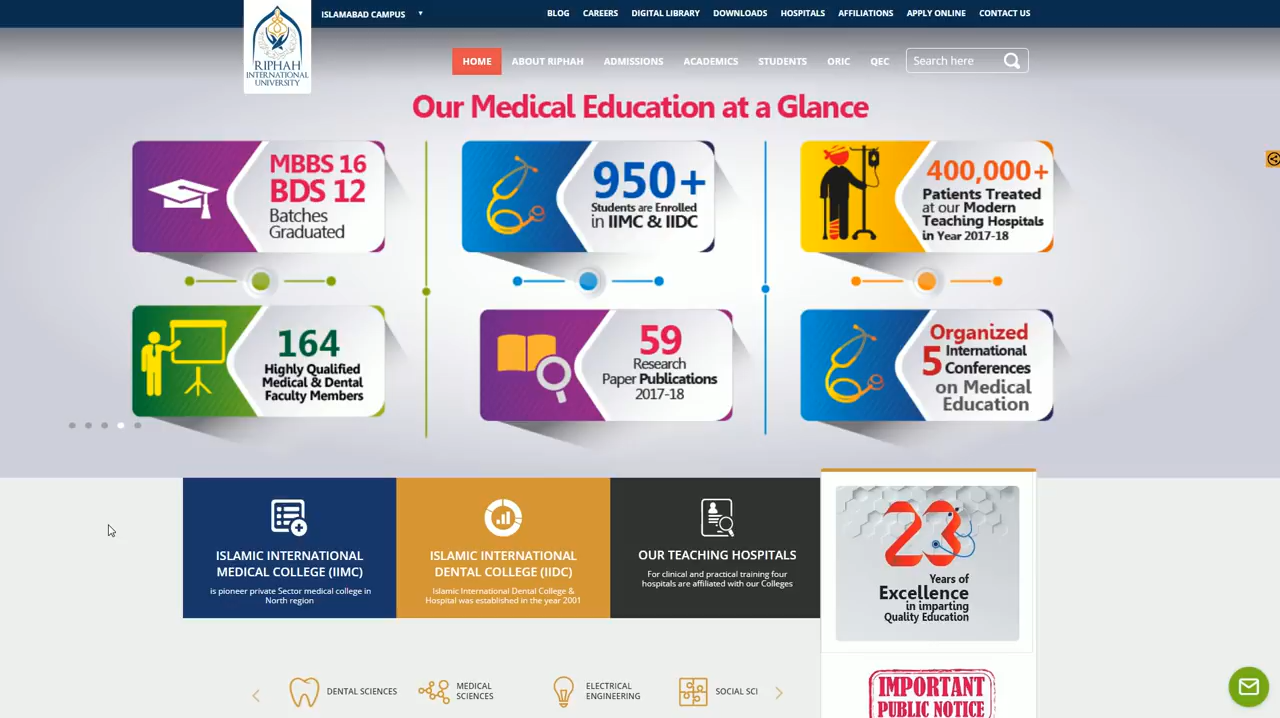 ISLAMABAD CAMPUS
BLOG CAREERS DIGITAL LIBRARY DOWNLOADS HOSPITALS AFFILIATIONS APPLY ONLINE CONTACT US
RIPHAH
INTERNATIONAL
UNIVERSITY
HOME ABOUT RIPHAH ADMISSIONS ACADEMICS STUDENTS ORIC QEC Search here
Our Medical Education at a Glance
MBBS 16
BDS 12
Batches
Graduated
950+
Students are Enrolled
in IIMC & IIDC
400,000+
Patients Treated
at our Modern
Teaching Hospitals
in Year 2017-18
164
Highly Qualified
Medical & Dental
Faculty Members
59
Research
Paper Publications
2017-18
Organized
5 International
Conferences
on Medical
Education
ISLAMIC INTERNATIONAL
MEDICAL COLLEGE (IIMC)
is pioneer private Sector medical college in
North region
ISLAMIC INTERNATIONAL
DENTAL COLLEGE (IIDC)
Islamic International Dental College &
Hospital was established in the year 2001
OUR TEACHING HOSPITALS
For clinical and practical training four
hospitals are affiliated with our Colleges
23
Years of
Excellence
in imparting
Quality Education
DENTAL SCIENCES
MEDICAL
SCIENCES
ELECTRICAL
ENGINEERING
SOCIAL SCI
IMPORTANT
PUBLIC NOTICE